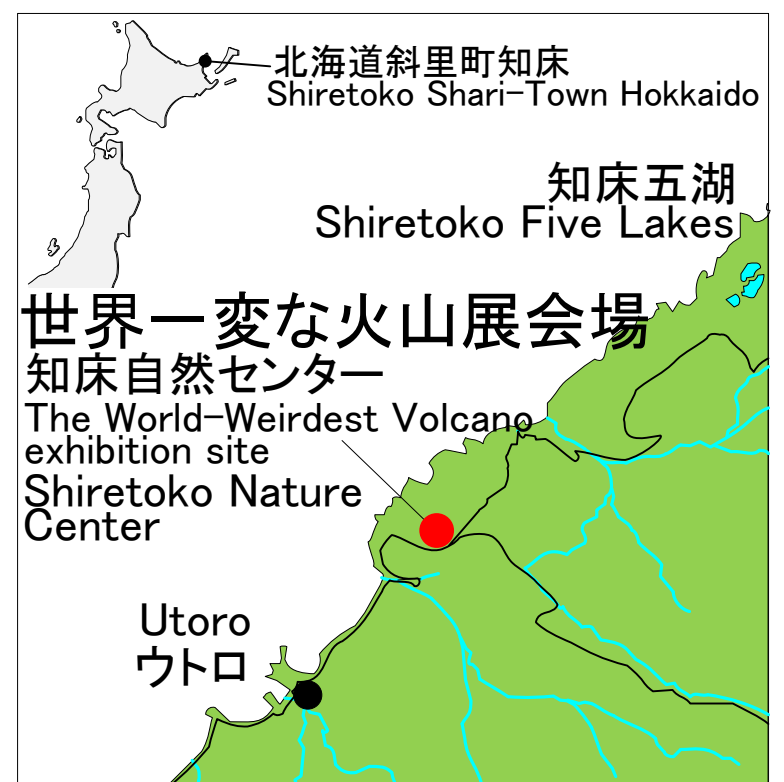 北海道斜里町知床
Shiretoko Shari-Town Hokkaido
知床五湖
Shiretoko Five Lakes
世界一変な火山展会場
知床自然センター
The World-Weirdest Volcano
exhibition site
Shiretoko Nature
Center
Utoro
ウトロ